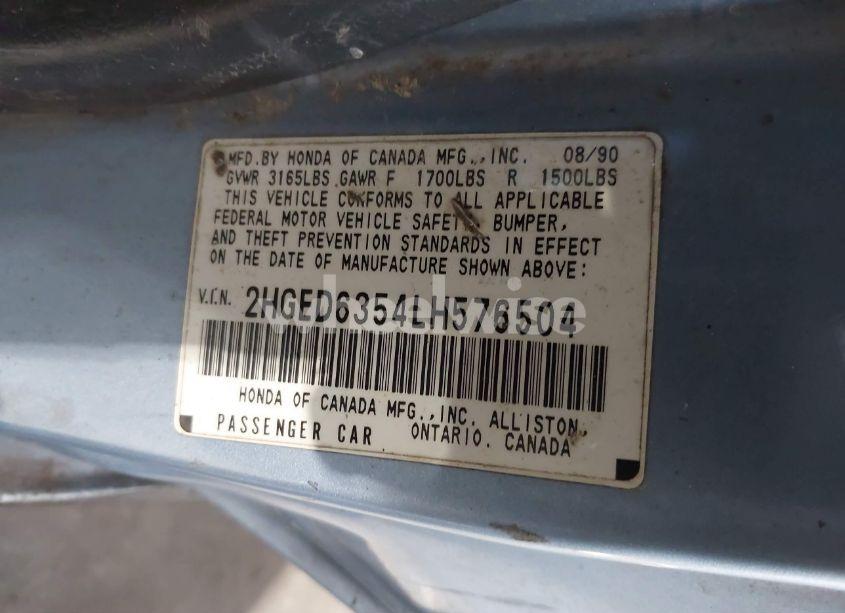 MFD.BY HONDA OF CANADA MFG.,INC. 08/90
GVWR 3165LBS GAWR F 1700LBS R 1500LBS
THIS VEHICLE CONFORMS TO ALL APPLICABLE
FEDERAL MOTOR VEHICLE SAFETY, BUMPER,
AND THEFT PREVENTION STANDARDS IN EFFECT
ON THE DATE OF MANUFACTURE SHOWN ABOVE:
V.I.N. 2HGED6354LH576504
HONDA OF CANADA MFG.,INC. ALLISTON,
PASSENGER CAR ONTARIO. CANADA